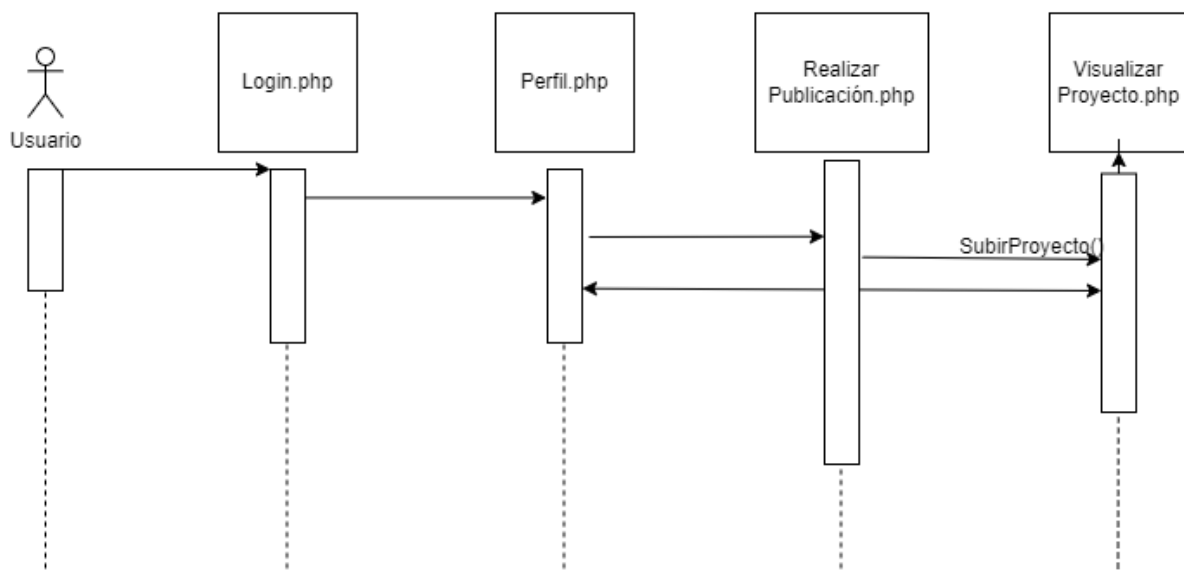 Usuario
Login.php
Perfil.php
Realizar
Publicación.php
Visualizar
Proyecto.php
SubirProyecto()